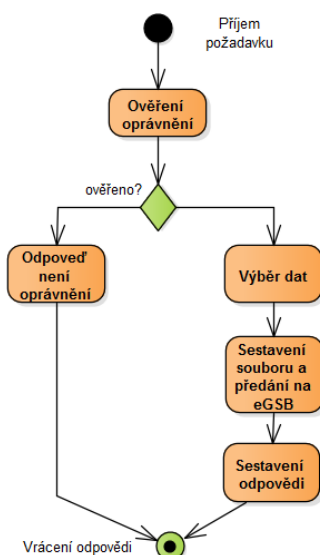 Příjem
požadavku
Ověření
oprávnění
ověřeno?
Odpoveď
není
oprávnění
Výběr dat
Sestavení
souboru a
předání na
eGSB
Sestavení
odpovědi
Vrácení odpovědi